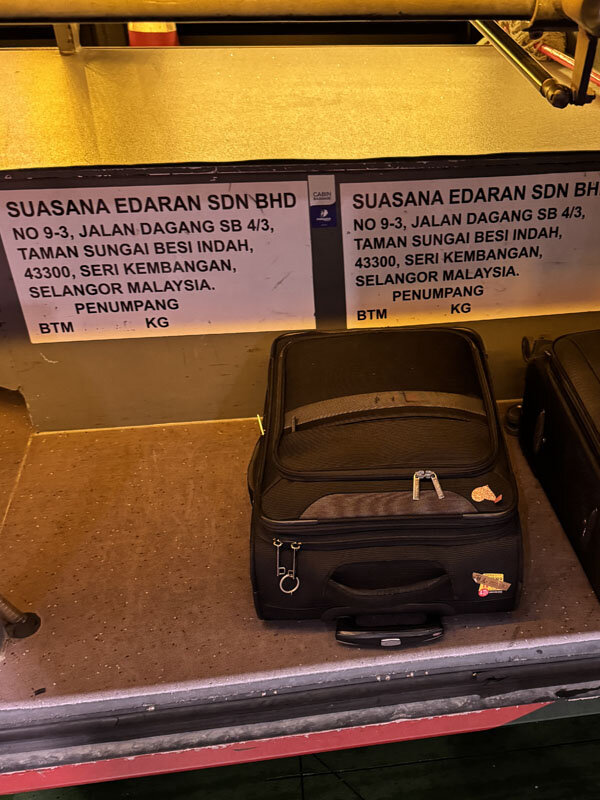 SUASANA EDARAN SDN BHD
NO 9-3, JALAN DAGANG SB 4/3,
TAMAN SUNGAI BESI INDAH,
43300, SERI KEMBANGAN,
SELANGOR MALAYSIA.
PENUMPANG
BTM KG
CABIN
BAGGAGE
SUASANA EDARAN SDN BH
NO 9-3, JALAN DAGANG SB 4/3,
TAMAN SUNGAI BESI INDAH,
43300, SERI KEMBANGAN,
SELANGOR MALAYSIA.
PENUMPANG
BTM KG